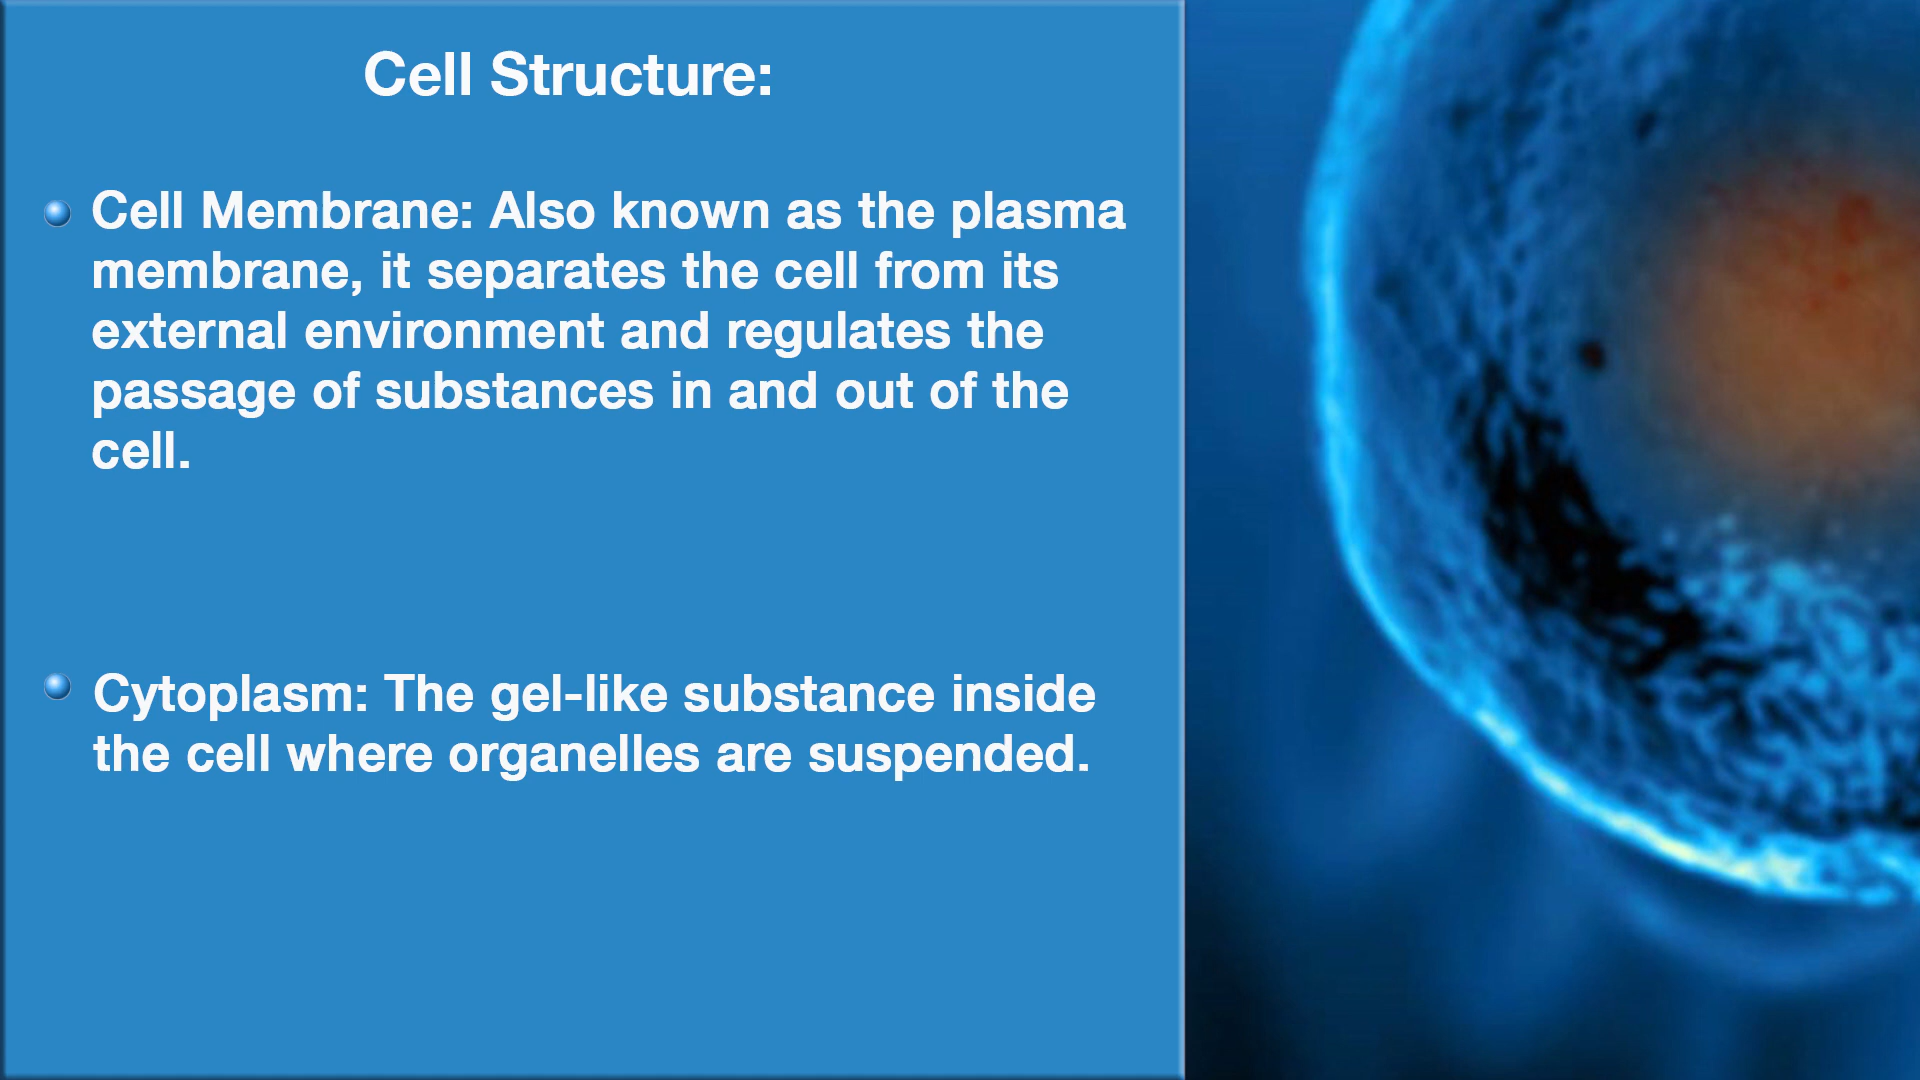 Cell Structure:
Cell Membrane: Also known as the plasma
membrane, it separates the cell from its
external environment and regulates the
passage of substances in and out of the
cell.
Cytoplasm: The gel-like substance inside
the cell where organelles are suspended.